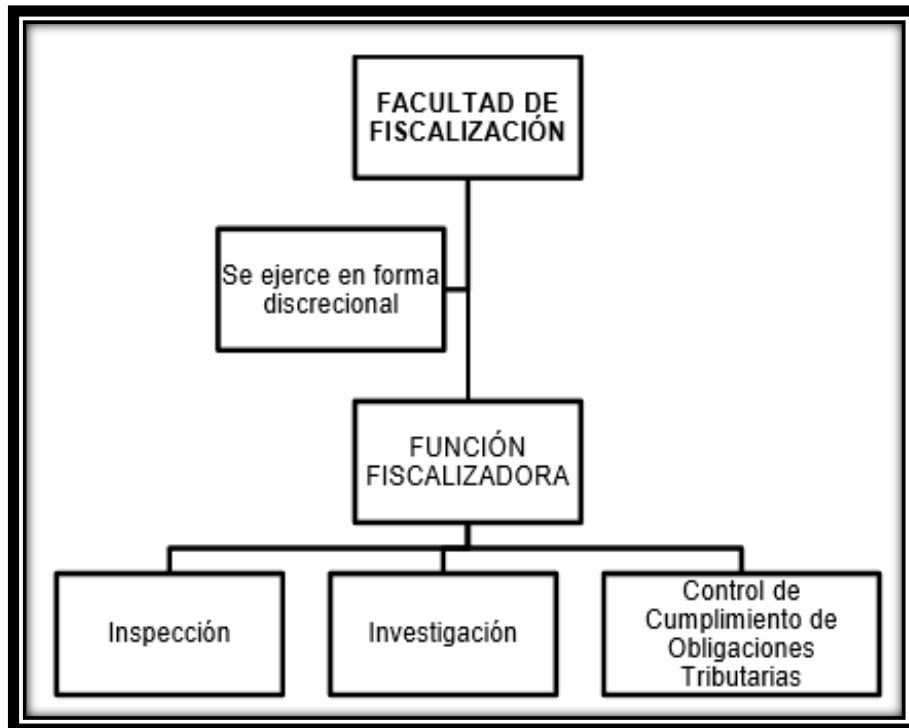 FACULTAD DE
FISCALIZACIÓN
Se ejerce en forma
discrecional
FUNCIÓN
FISCALIZADORA
Inspección
Investigación
Control de
Cumplimiento de
Obligaciones
Tributarias